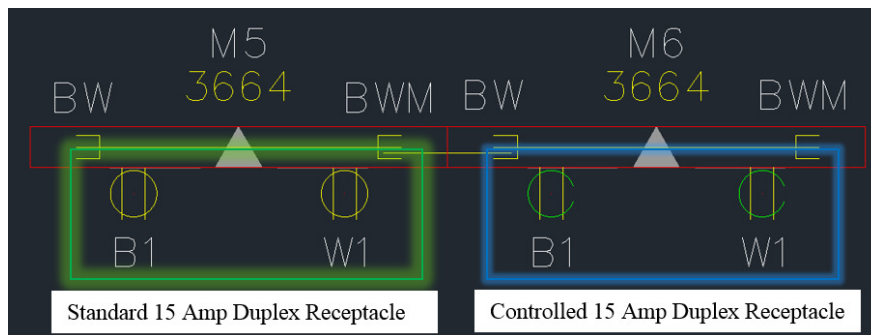 M5 M6
3664 3664
BW BWM BW BWM
B1 W1 B1 W1
Standard 15 Amp Duplex Receptacle Controlled 15 Amp Duplex Receptacle